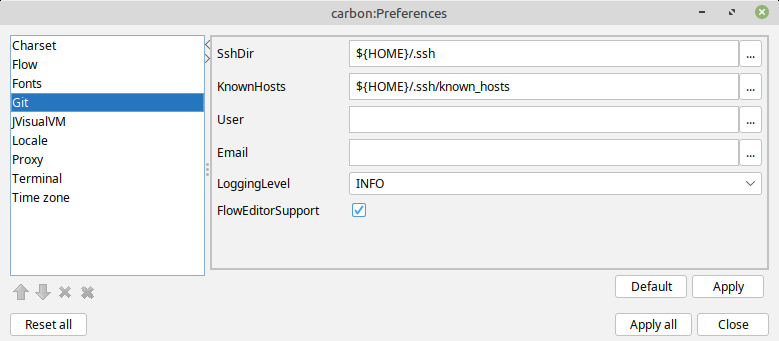 carbon:Preferences
Charset
Flow
Fonts
Git
JVisualVM
Locale
Proxy
Terminal
Time zone
SshDir ${HOME}/.ssh ...
KnownHosts ${HOME}/.ssh/known_hosts ...
User ...
Email ...
LoggingLevel INFO
FlowEditorSupport
Default Apply
Reset all Apply all Close